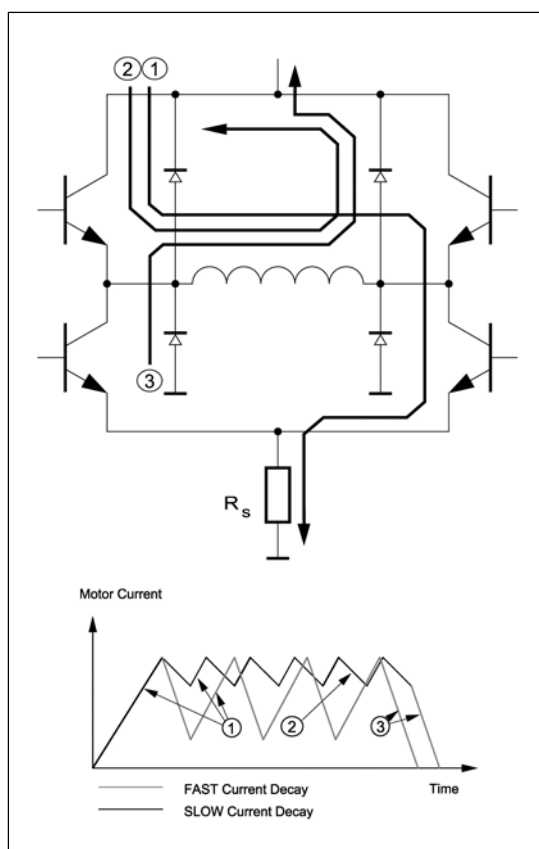 ② ①
③
R s
Motor Current
① ② ③
Time
FAST Current Decay
SLOW Current Decay